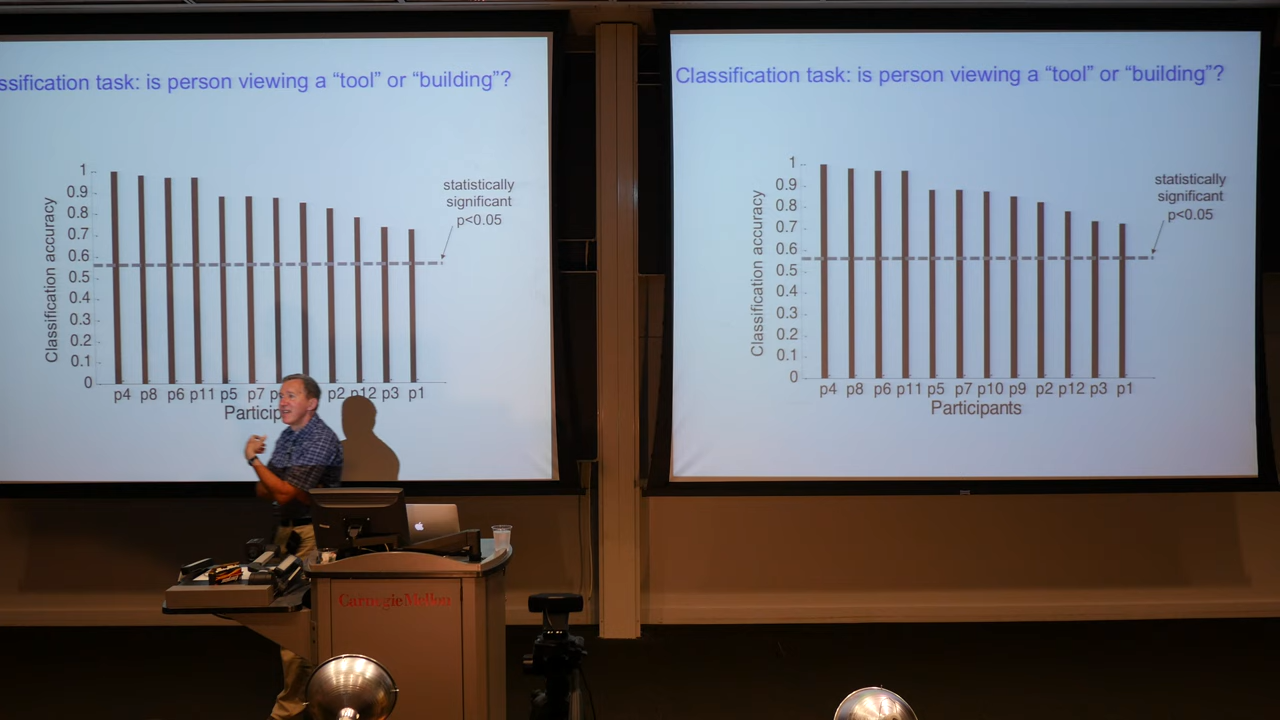 ssification task: is person viewing a “tool” or “building”?
1
0.9
0.8
0.7
0.6
0.5
0.4
0.3
0.2
0.1
0
Classification accuracy
statistically
significant
p<0.05
p4 p8 p6 p11 p5 p7 p2 p12 p3 p1
Particip
Classification task: is person viewing a “tool” or “building”?
1
0.9
0.8
0.7
0.6
0.5
0.4
0.3
0.2
0.1
0
Classification accuracy
statistically
significant
p<0.05
p4 p8 p6 p11 p5 p7 p10 p9 p2 p12 p3 p1
Participants
Carnegie Mellon